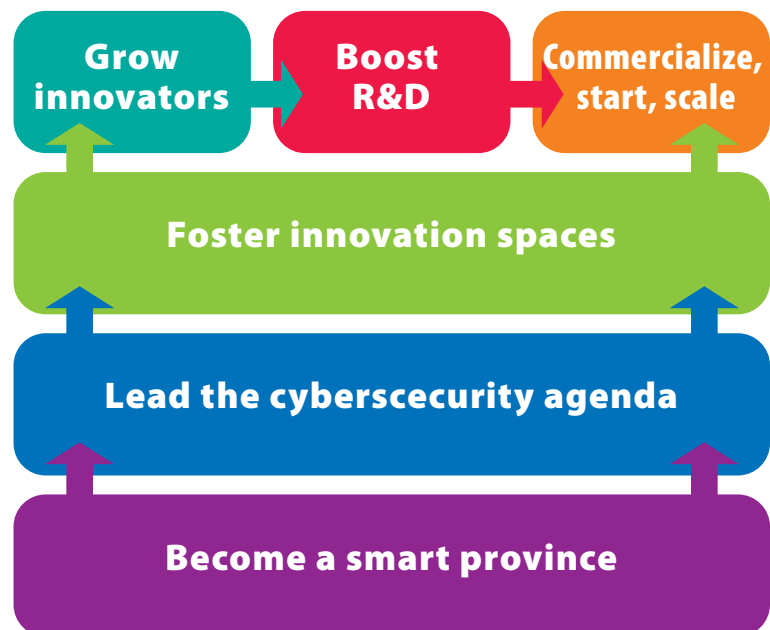 Grow
innovators
Boost
R&D
Commercialize,
start, scale
Foster innovation spaces
Lead the cyberscecurity agenda
Become a smart province